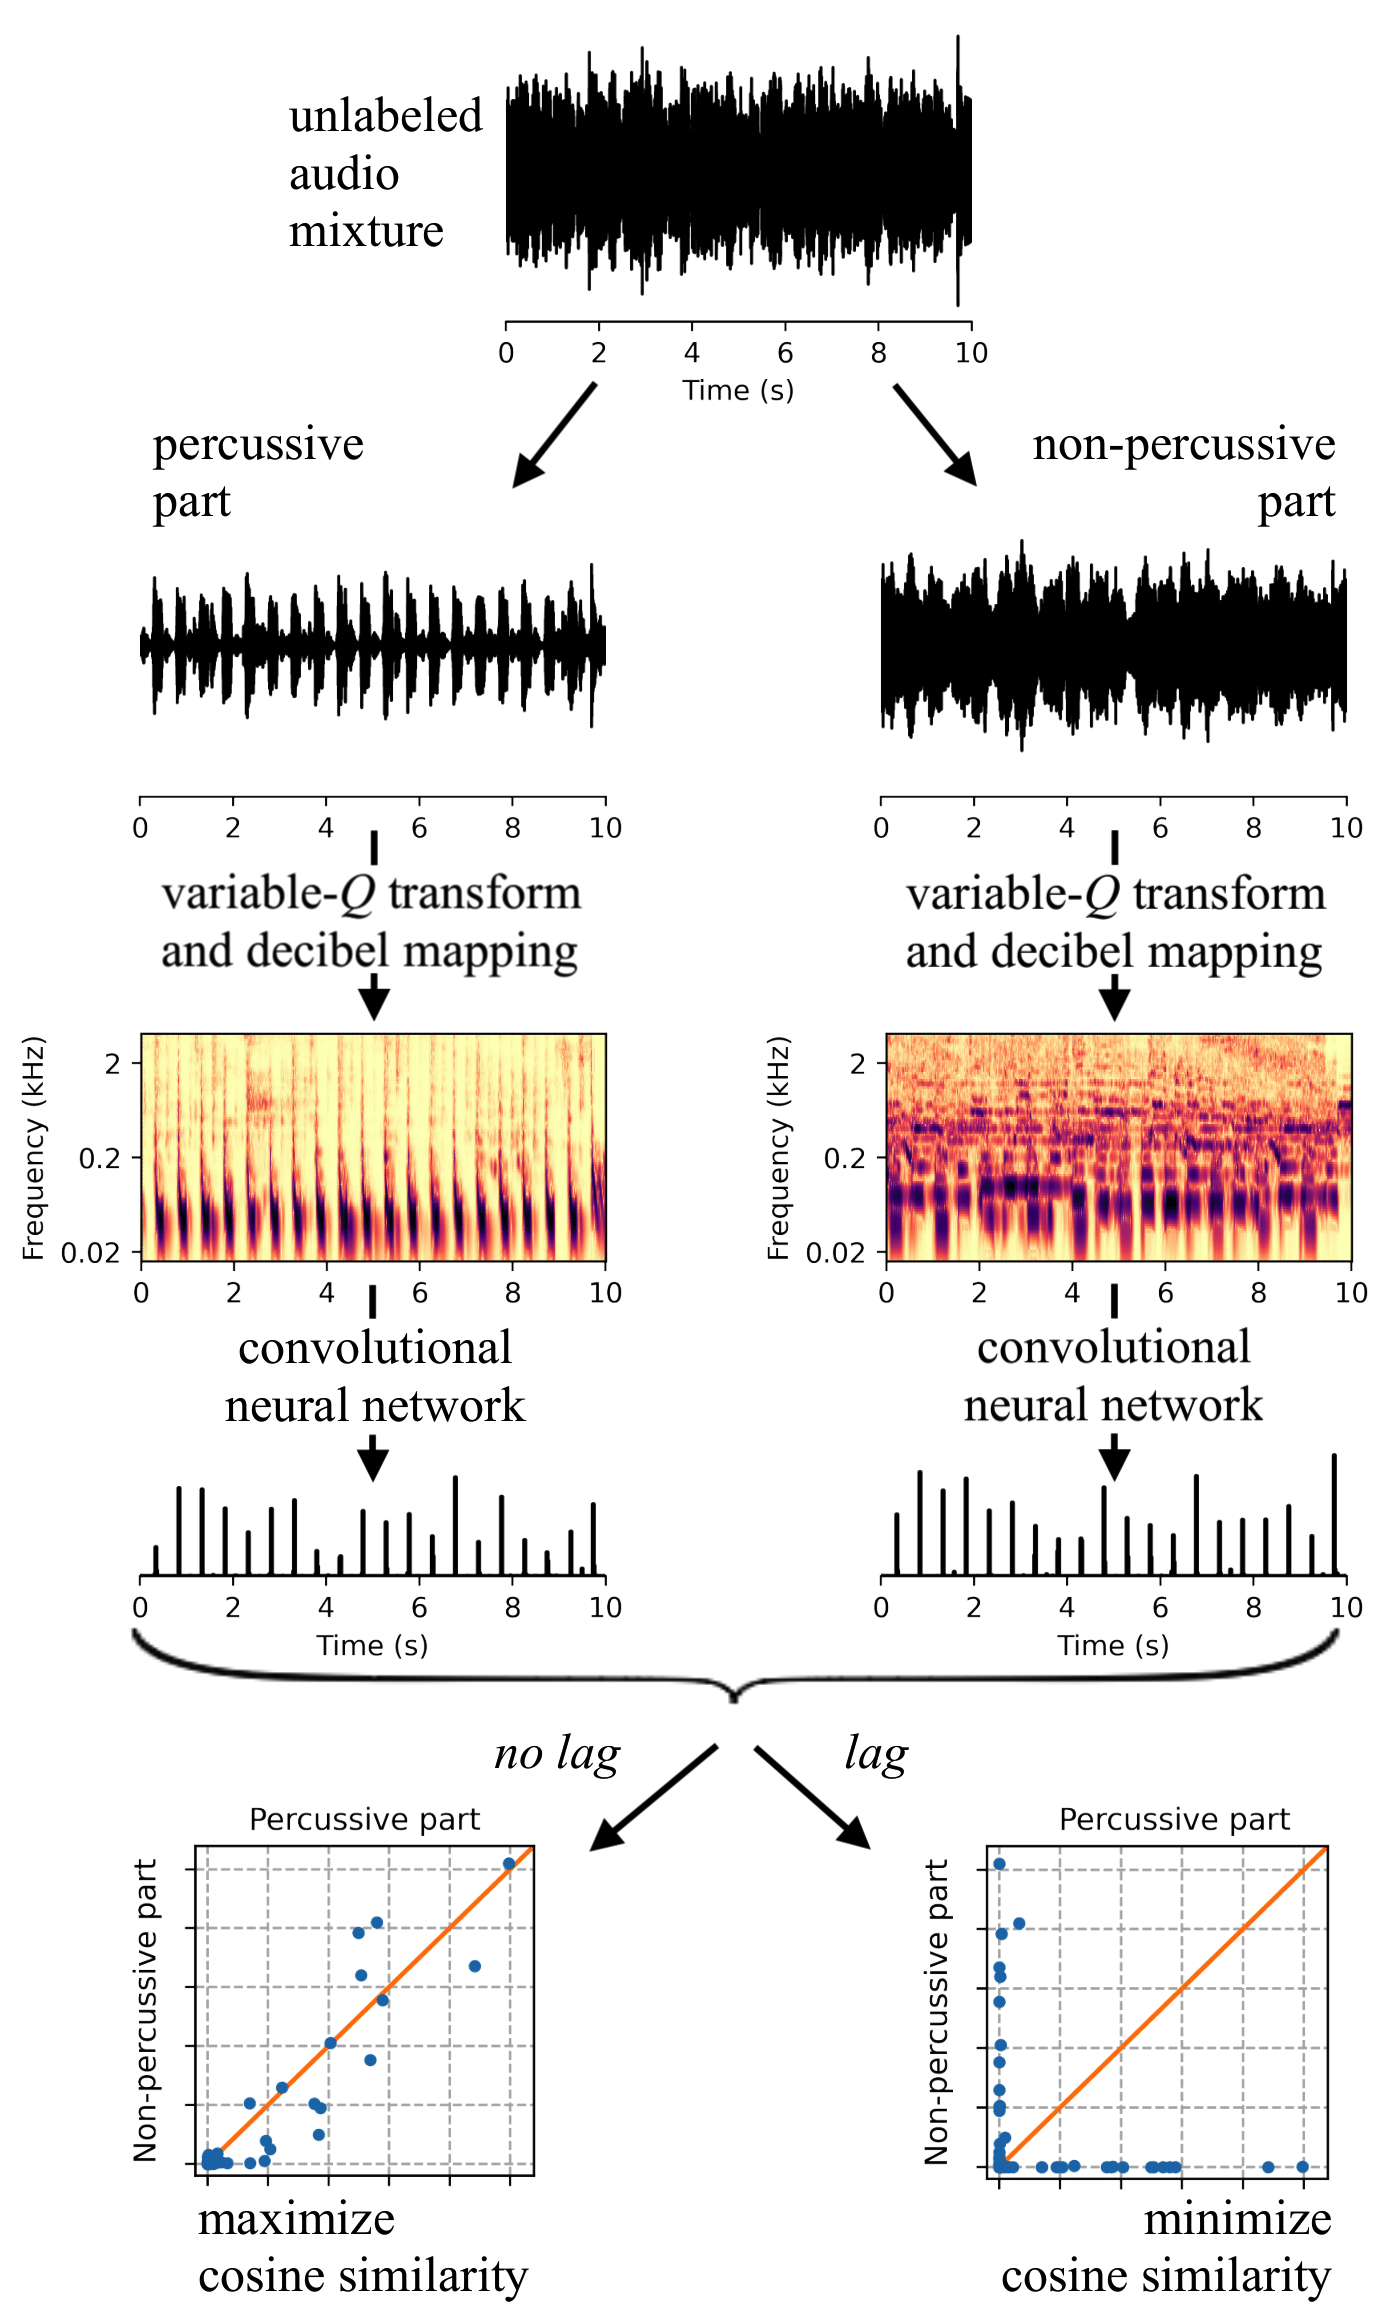 unlabeled
audio
mixture
0 2 4 6 8 10
Time (s)
percussive
part
non-percussive
part
0 2 4 6 8 10
0 2 4 6 8 10
variable-Q transform
and decibel mapping
variable-Q transform
and decibel mapping
Frequency (kHz)
2
0.2
0.02
0 2 4 6 8 10
Frequency (kHz)
2
0.2
0.02
0 2 4 6 8 10
convolutional
neural network
convolutional
neural network
0 2 4 6 8 10
Time (s)
0 2 4 6 8 10
Time (s)
no lag
lag
Percussive part
Non-percussive part
Percussive part
Non-percussive part
maximize
cosine similarity
minimize
cosine similarity